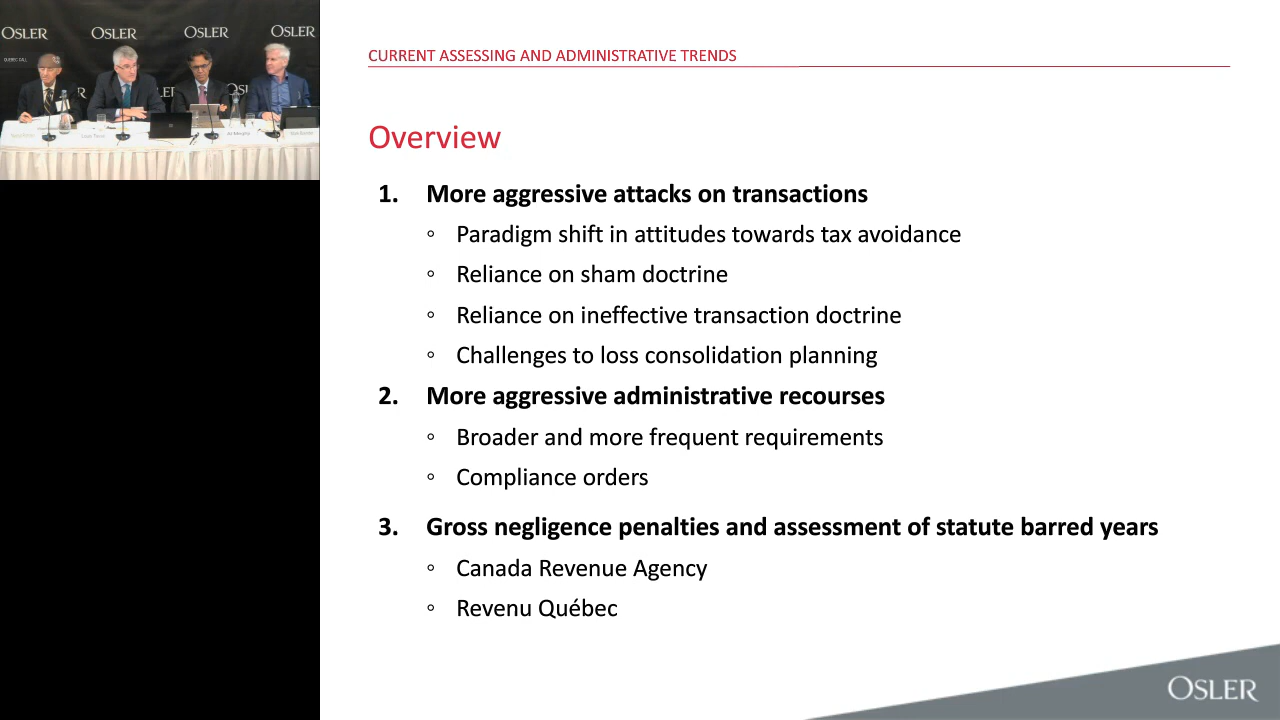 OSLER
OSLER
OSLER
OSLER
CURRENT ASSESSING AND ADMINISTRATIVE TRENDS
Overview
1. More aggressive attacks on transactions
◦ Paradigm shift in attitudes towards tax avoidance
◦ Reliance on sham doctrine
◦ Reliance on ineffective transaction doctrine
◦ Challenges to loss consolidation planning
2. More aggressive administrative recourses
◦ Broader and more frequent requirements
◦ Compliance orders
3. Gross negligence penalties and assessment of statute barred years
◦ Canada Revenue Agency
◦ Revenu Québec
OSLER